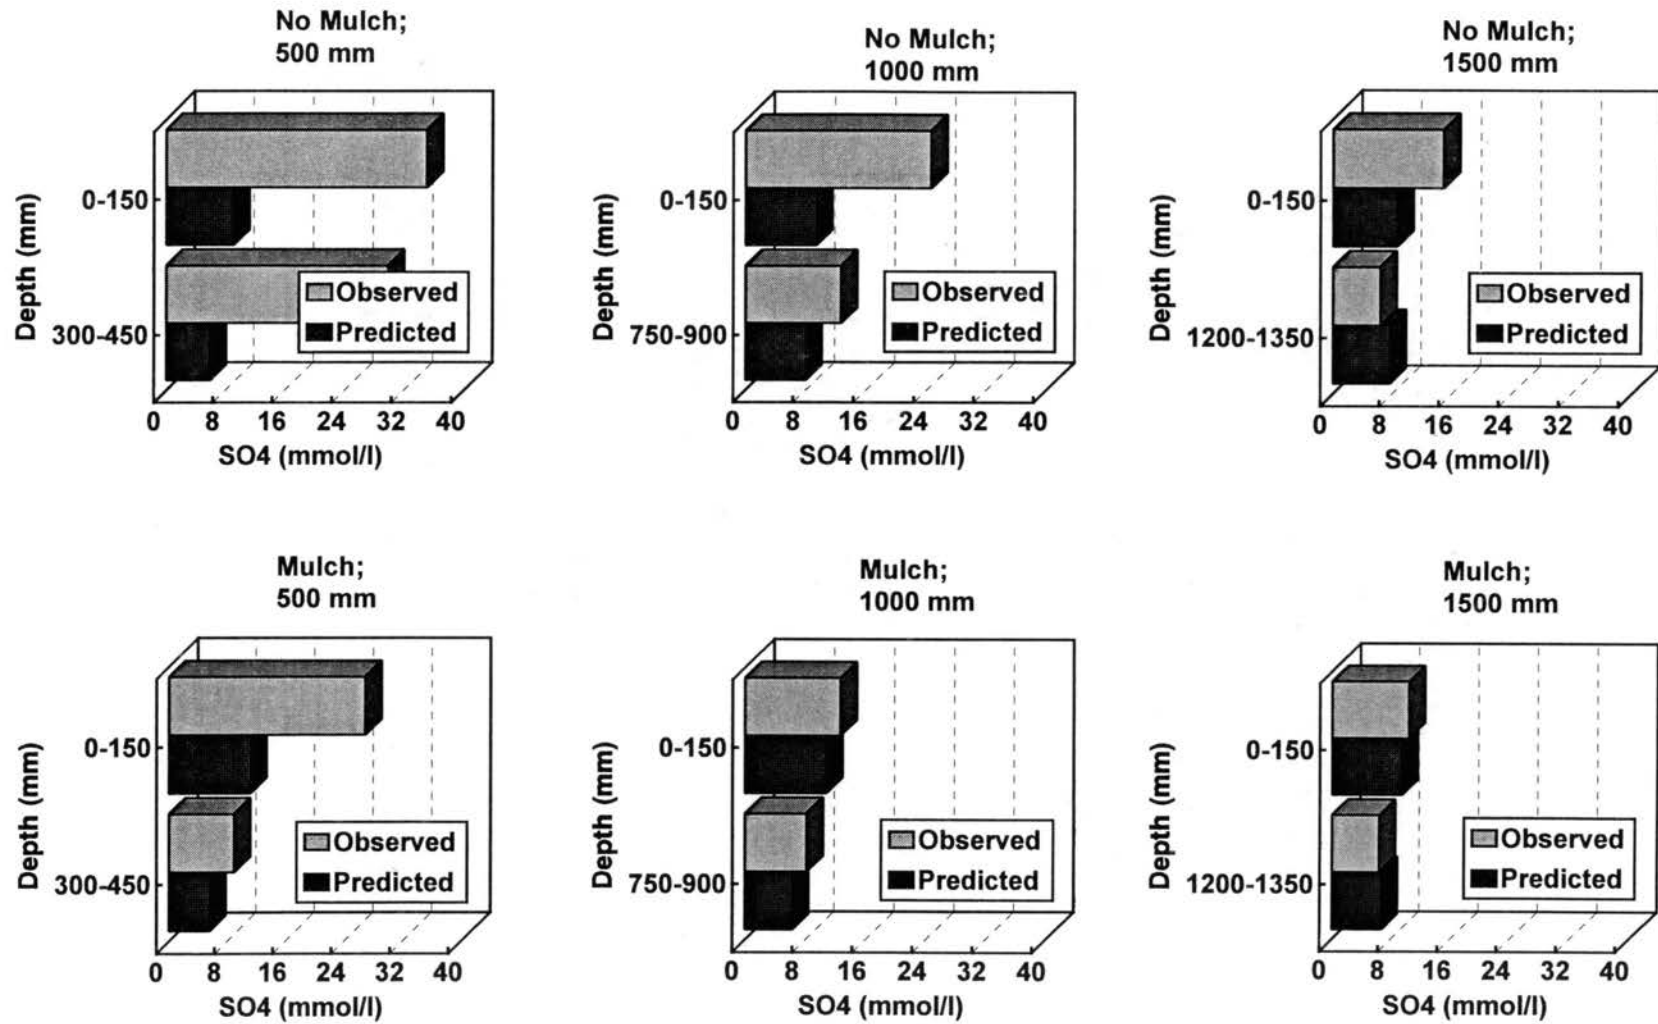 No Mulch;
500 mm
Depth (mm)
0-150
300-450
Observed
Predicted
0 8 16 24 32 40
SO4 (mmol/l)
No Mulch;
1000 mm
Depth (mm)
0-150
750-900
Observed
Predicted
0 8 16 24 32 40
SO4 (mmol/l)
No Mulch;
1500 mm
Depth (mm)
0-150
1200-1350
Observed
Predicted
0 8 16 24 32 40
SO4 (mmol/l)
Mulch;
500 mm
Depth (mm)
0-150
300-450
Observed
Predicted
0 8 16 24 32 40
SO4 (mmol/l)
Mulch;
1000 mm
Depth (mm)
0-150
750-900
Observed
Predicted
0 8 16 24 32 40
SO4 (mmol/l)
Mulch;
1500 mm
Depth (mm)
0-150
1200-1350
Observed
Predicted
0 8 16 24 32 40
SO4 (mmol/l)